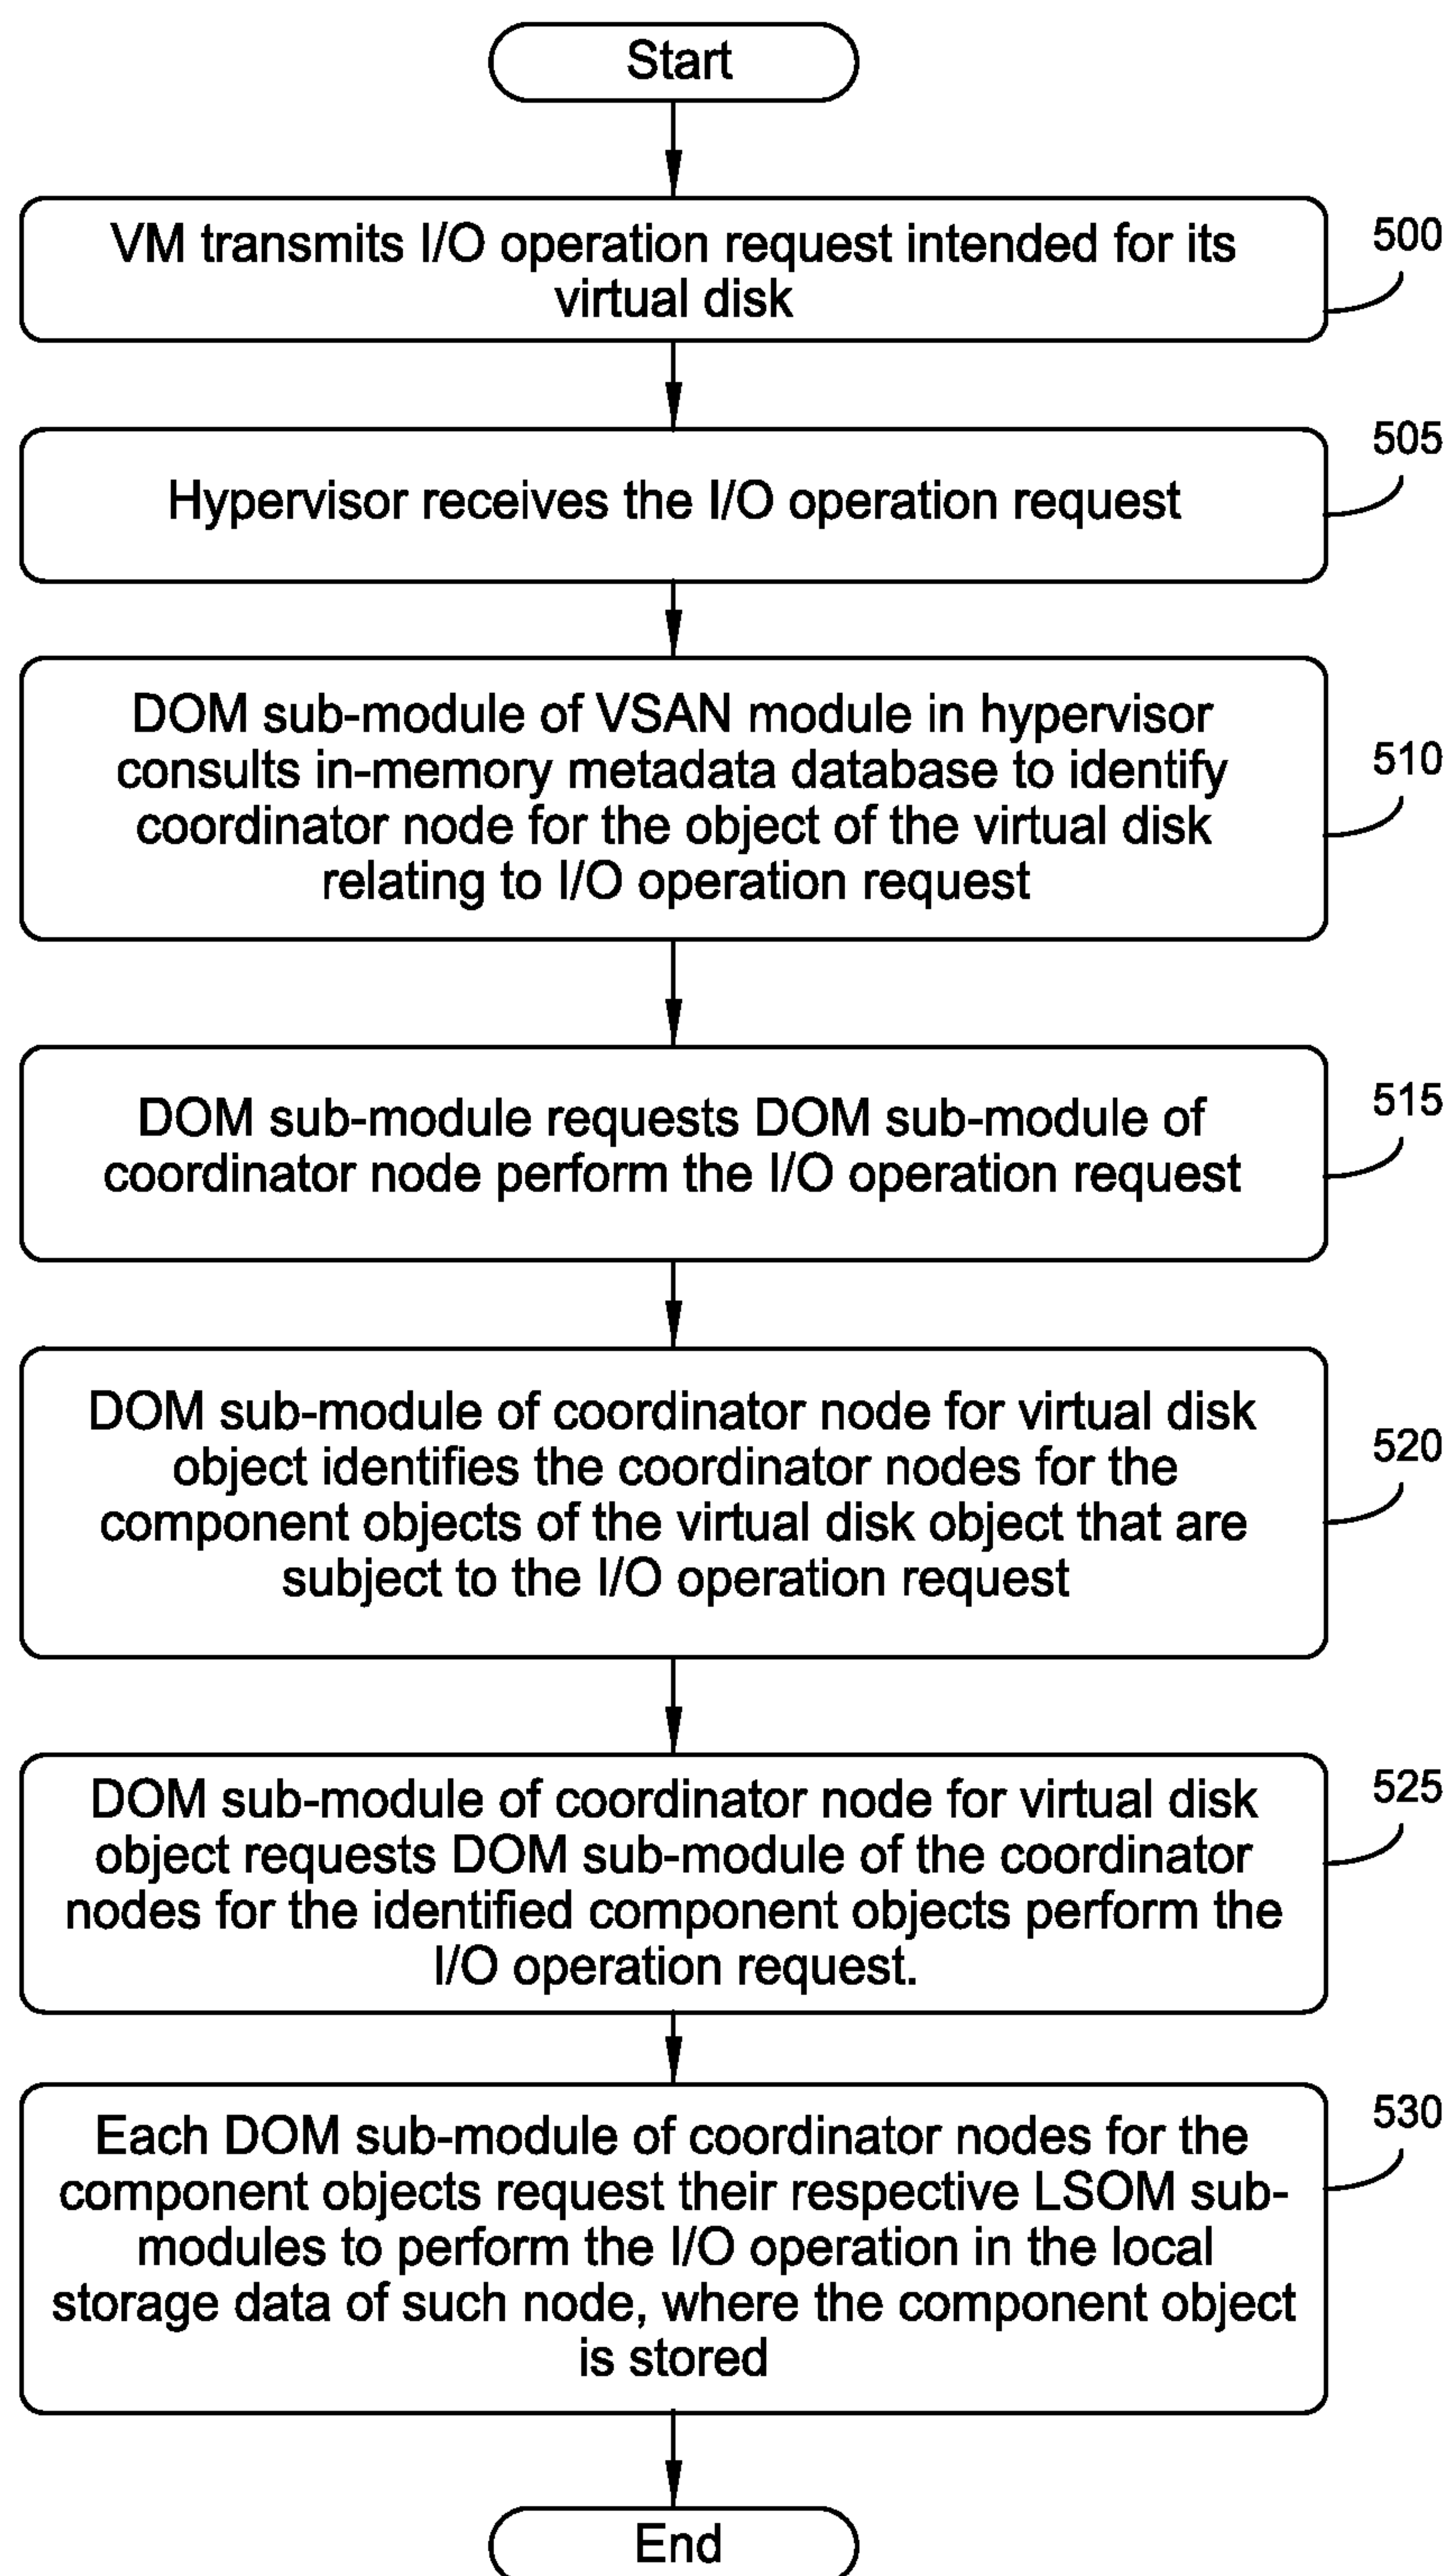 Start
VM transmits I/O operation request intended for its
virtual disk
500
Hypervisor receives the I/O operation request
505
DOM sub-module of VSAN module in hypervisor
consults in-memory metadata database to identify
coordinator node for the object of the virtual disk
relating to I/O operation request
510
DOM sub-module requests DOM sub-module of
coordinator node perform the I/O operation request
515
DOM sub-module of coordinator node for virtual disk
object identifies the coordinator nodes for the
component objects of the virtual disk object that are
subject to the I/O operation request
520
DOM sub-module of coordinator node for virtual disk
object requests DOM sub-module of the coordinator
nodes for the identified component objects perform the
I/O operation request.
525
Each DOM sub-module of coordinator nodes for the
component objects request their respective LSOM sub-
modules to perform the I/O operation in the local
storage data of such node, where the component object
is stored
530
End